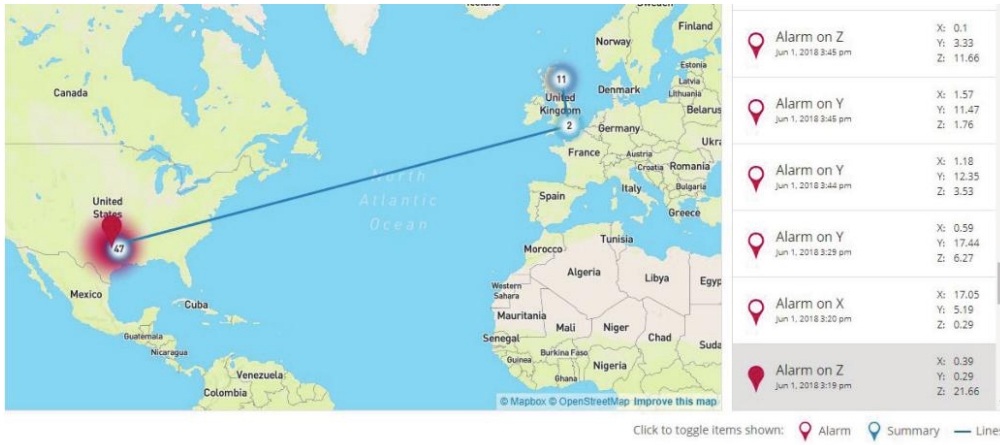 Finland
Norway
Estonia
Latvia
Lithuania
Denmark
Belarus
Canada
11
United
Kingdom
2
Germany
Ukra
France
Austria
Croatia
Romania
North
Atlantic
Ocean
Italy
Bulgaria
Spain
Greece
United
States
47
Tunisia
Morocco
Algeria
Libya
Egyp
Western
Sahara
Mexico
Cuba
Mauritania
Mali
Niger
Chad
Suda
Senegal
Guatemala
Nicaragua
Guinea
Burkina Faso
Nigeria
Ghana
Venezuela
Colombia
© Mapbox © OpenStreetMap Improve this map
Alarm on Z
Jun 1, 2018 3:45 pm
X: 0.1
Y: 3.33
Z: 11.66
Alarm on Y
Jun 1, 2018 3:45 pm
X: 1.57
Y: 11.47
Z: 1.76
Alarm on Y
Jun 1, 2018 3:44 pm
X: 1.18
Y: 12.35
Z: 3.53
Alarm on Y
Jun 1, 2018 3:29 pm
X: 0.59
Y: 17.44
Z: 6.27
Alarm on X
Jun 1, 2018 3:20 pm
X: 17.05
Y: 5.19
Z: 0.29
Alarm on Z
Jun 1, 2018 3:19 pm
X: 0.39
Y: 0.29
Z: 21.66
Click to toggle items shown: Alarm Summary Lines